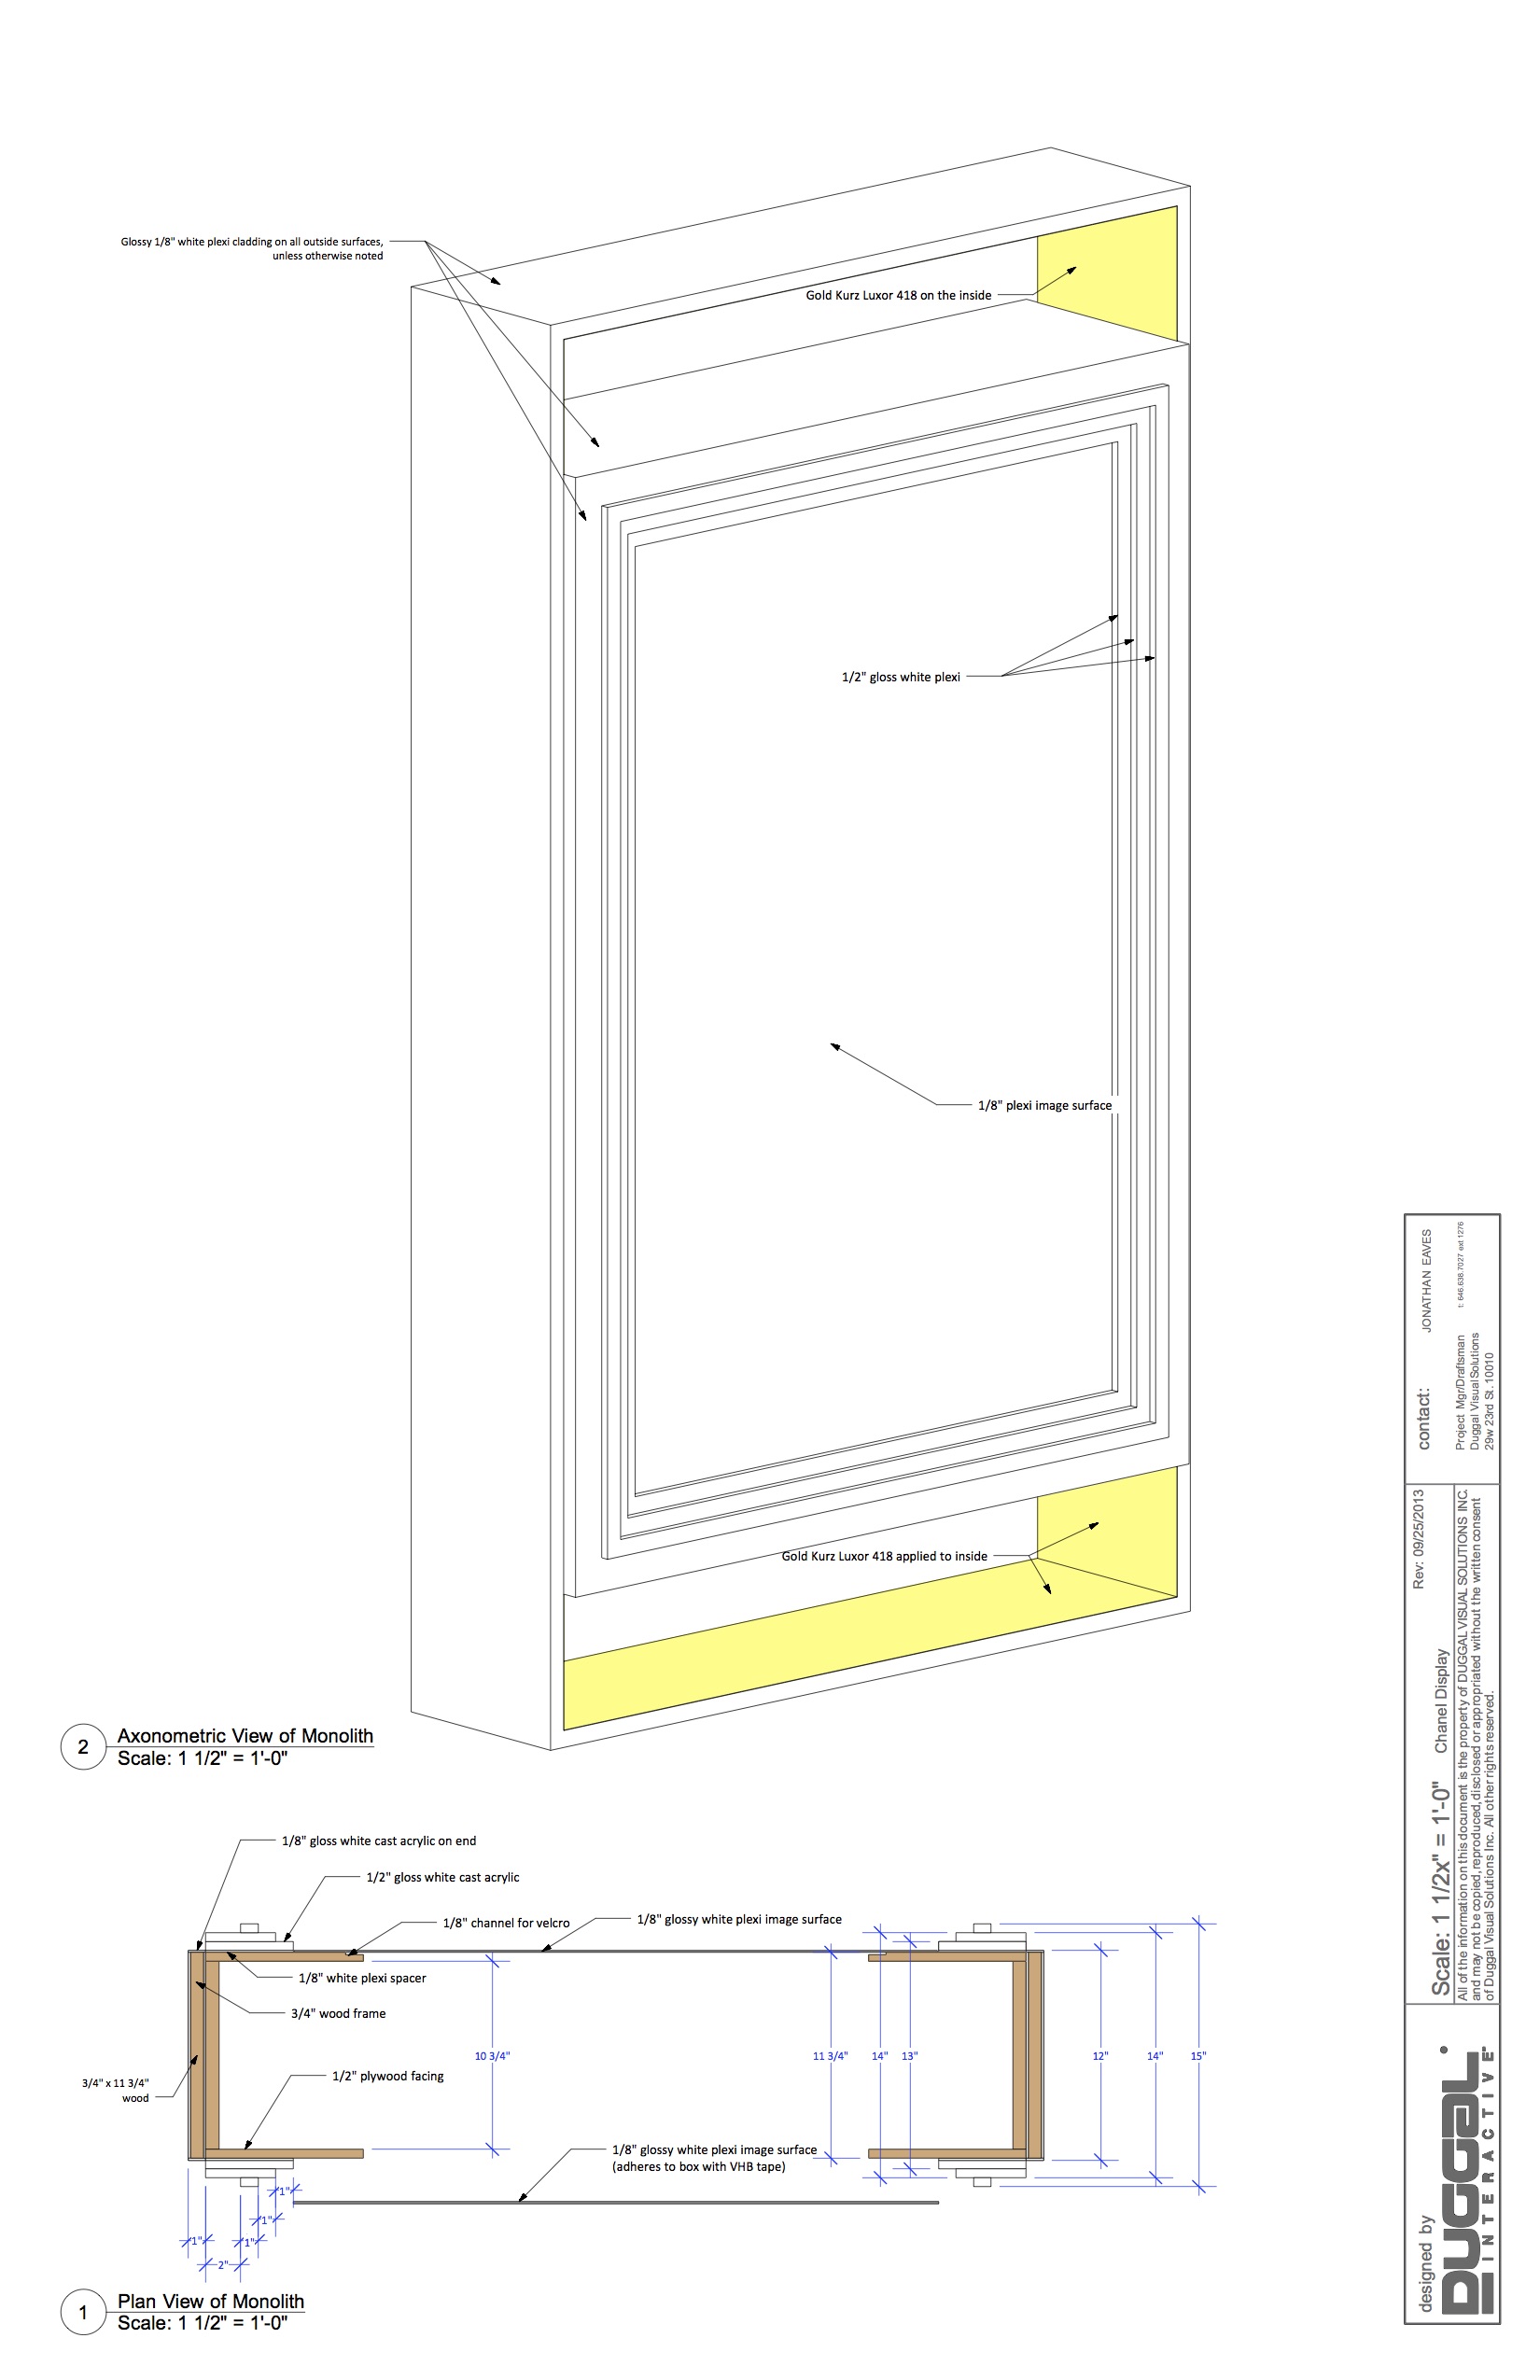 Glossy 1/8" white plexi cladding on all outside surfaces,
unless otherwise noted
Gold Kurz Luxor 418 on the inside
1/2" gloss white plexi
1/8" plexi image surface
Gold Kurz Luxor 418 applied to inside
2
Axonometric View of Monolith
Scale: 1 1/2" = 1'-0"
1/8" gloss white cast acrylic on end
1/2" gloss white cast acrylic
1/8" channel for velcro
1/8" glossy white plexi image surface
1/8" white plexi spacer
3/4" wood frame
10 3/4"
11 3/4"
14"
13"
12"
14"
15"
1/2" plywood facing
3/4" x 11 3/4"
wood
1/8" glossy white plexi image surface
(adheres to box with VHB tape)
1"
1"
1"
1"
2"
1
Plan View of Monolith
Scale: 1 1/2" = 1'-0"
contact:
JONATHAN EAVES
Project Mgr/Draftsman
t: 646.638.7027 ext 1276
Duggal Visual Solutions
29w 23rd St. 10010
Rev: 09/25/2013
Scale: 1 1/2x" = 1'-0"
Chanel Display
All of the information on this document is the property of DUGGAL VISUAL SOLUTIONS INC.
and may not be copied, reproduced, disclosed or appropriated without the written consent
of Duggal Visual Solutions Inc. All other rights reserved.
designed by
DUGGAL
INTERACTIVE